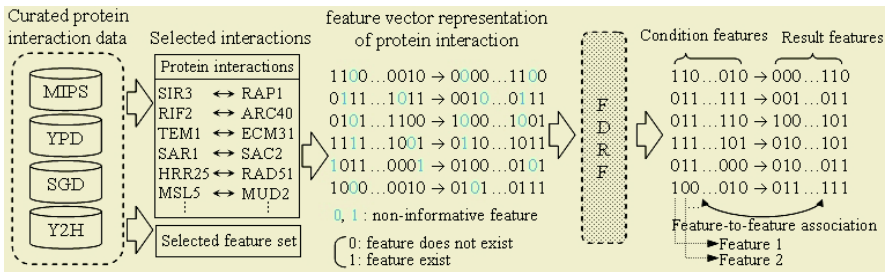 Curated protein
interaction data
MIPS
YPD
SGD
Y2H
Selected interactions
Protein interactions
SIR3 ↔ RAP1
RIF2 ↔ ARC40
TEM1 ↔ ECM31
SAR1 ↔ SAC2
HRR25 ↔ RAD51
MSL5 ↔ MUD2
⋮ ⋮
Selected feature set
feature vector representation
of protein interaction
1100…0010 → 0000…1100
0111…1011 → 0010…0111
0101…1100 → 1000…1001
1111…1001 → 0110…1011
1011…0001 → 0100…0101
1000…0010 → 0101…0111
0, 1 : non-informative feature
0: feature does not exist
1: feature exist
F
D
R
F
Condition features Result features
110…010 → 000…110
011…111 → 001…011
011…110 → 100…101
111…101 → 010…011
011…000 → 010…101
100…010 → 011…111
…
Feature-to-feature association
Feature 1
Feature 2